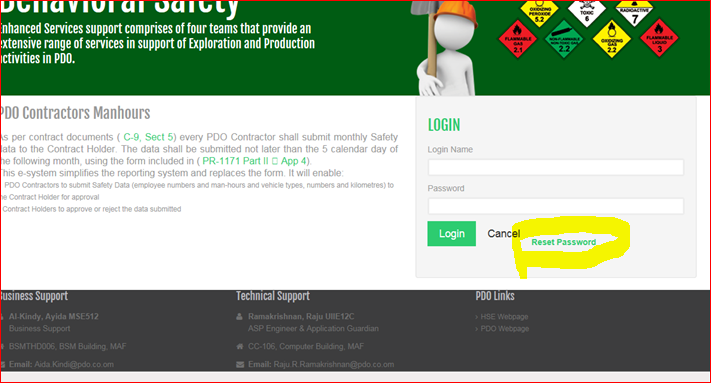 Behavioral Safety
Enhanced Services support comprises of four teams that provide an
extensive range of services in support of Exploration and Production
activities in PDO.
OXIDIZING
PEROXIDE
5.2
TOXIC
6
RADIOACTIVE
7
FLAMMABLE
GAS
2.1
NON-FLAMMABLE
NON-TOXIC GAS
2.2
OXIDIZING
GAS
2.2
FLAMMABLE
LIQUID
3
PDO Contractors Manhours
As per contract documents ( C-9, Sect 5) every PDO Contractor shall submit monthly Safety
data to the Contract Holder. The data shall be submitted not later than the 5 calendar day of
the following month, using the form included in ( PR-1171 Part II  App 4).
This e-system simplifies the reporting system and replaces the form. It will enable:
PDO Contractors to submit Safety Data (employee numbers and man-hours and vehicle types, numbers and kilometres) to
the Contract Holder for approval
Contract Holders to approve or reject the data submitted
LOGIN
Login Name
Password
Login Cancel
Reset Password
Business Support
Al-Kindy, Ayida MSE512
Business Support
BSMTHD006, BSM Building, MAF
Email: Aida.Kindi@pdo.co.om
Technical Support
Ramakrishnan, Raju UIIE12C
ASP Engineer & Application Guardian
CC-106, Computer Building, MAF
Email: Raju.R.Ramakrishnan@pdo.co.om
PDO Links
› HSE Webpage
› PDO Webpage